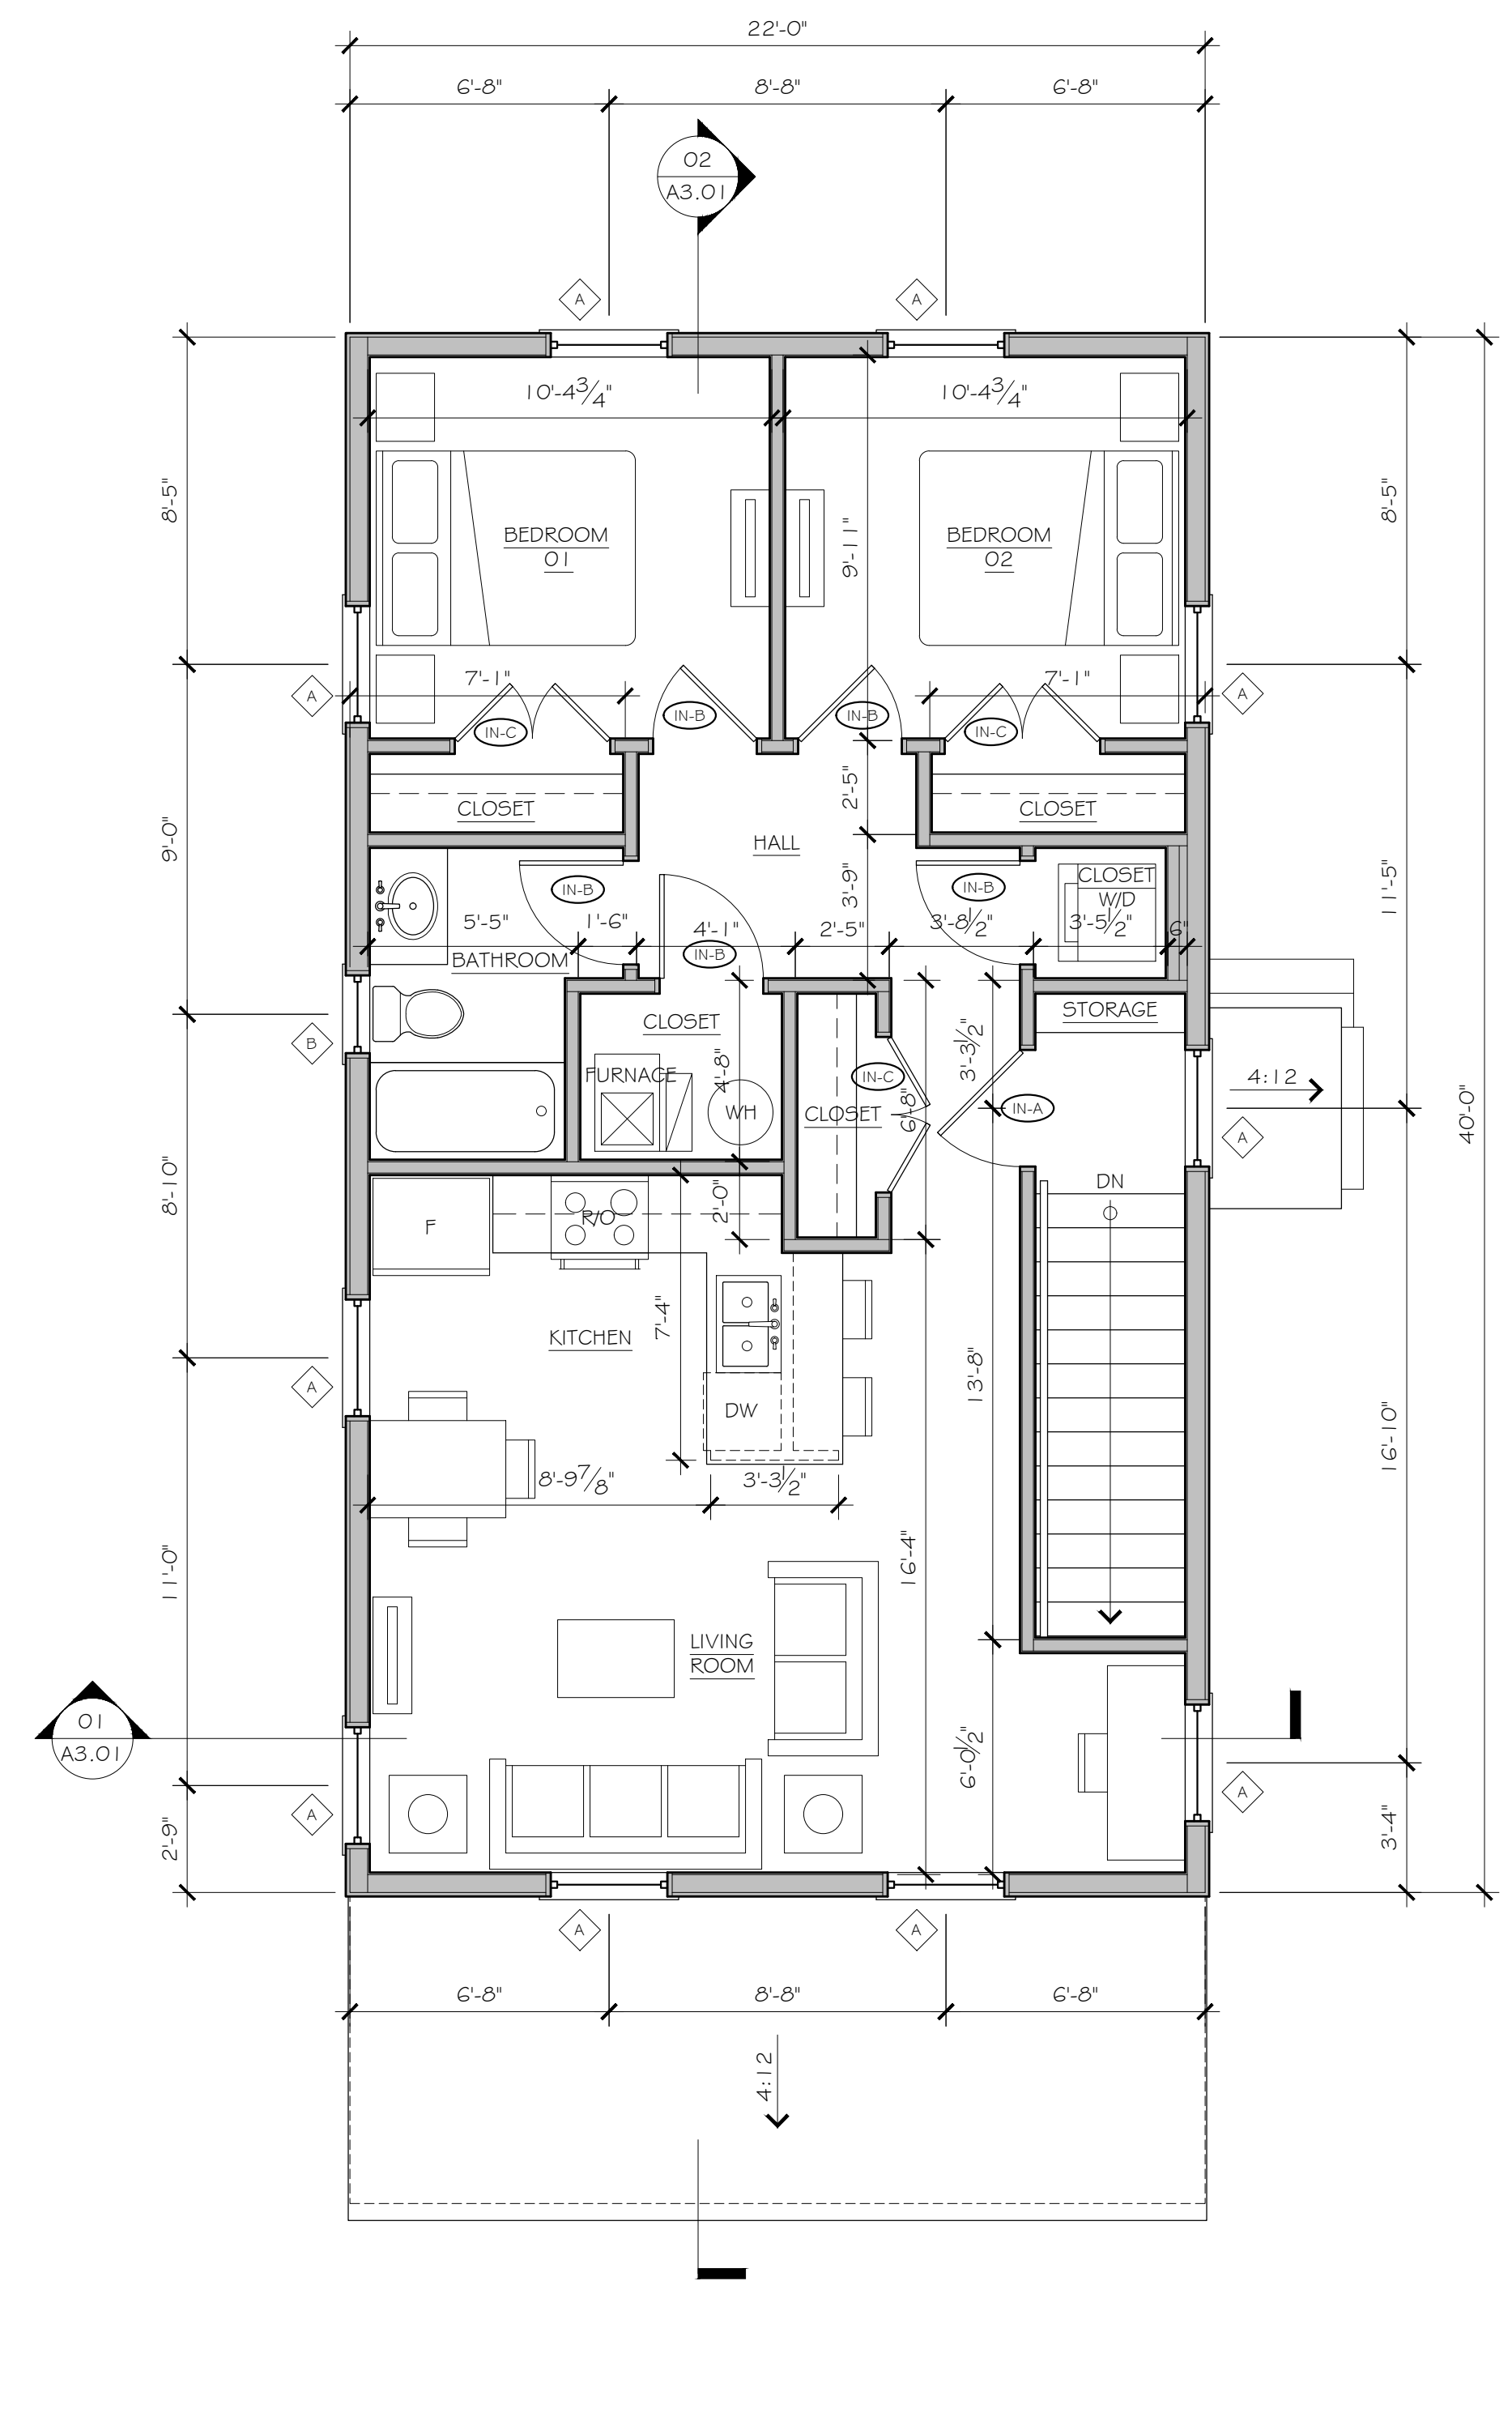 22'-0"
6'-8"
8'-8"
6'-8"
02
A3.01
A
A
10'-4 3/4"
10'-4 3/4"
8'-5"
8'-5"
9'-11"
BEDROOM
01
BEDROOM
02
7'-1"
7'-1"
A
A
IN-B
IN-B
IN-C
IN-C
2'-5"
CLOSET
CLOSET
9'-0"
HALL
3'-9"
11'-5"
IN-B
IN-B
CLOSET
W/D
5'-5"
1'-6"
4'-1"
2'-5"
3'-8 1/2"
3'-5 1/2"
6"
IN-B
BATHROOM
STORAGE
CLOSET
B
3'-3 1/2"
4'-8"
FURNACE
IN-C
4:12
WH
CLOSET
6'-8"
IN-A
40'-0"
A
8'-10"
DN
2'-0"
R/O
F
7'-4"
KITCHEN
13'-8"
A
DW
16'-10"
8'-9 7/8"
3'-3 1/2"
11'-0"
16'-4"
LIVING
ROOM
01
A3.01
6'-0 1/2"
A
A
2'-9"
3'-4"
A
A
6'-8"
8'-8"
6'-8"
4:12